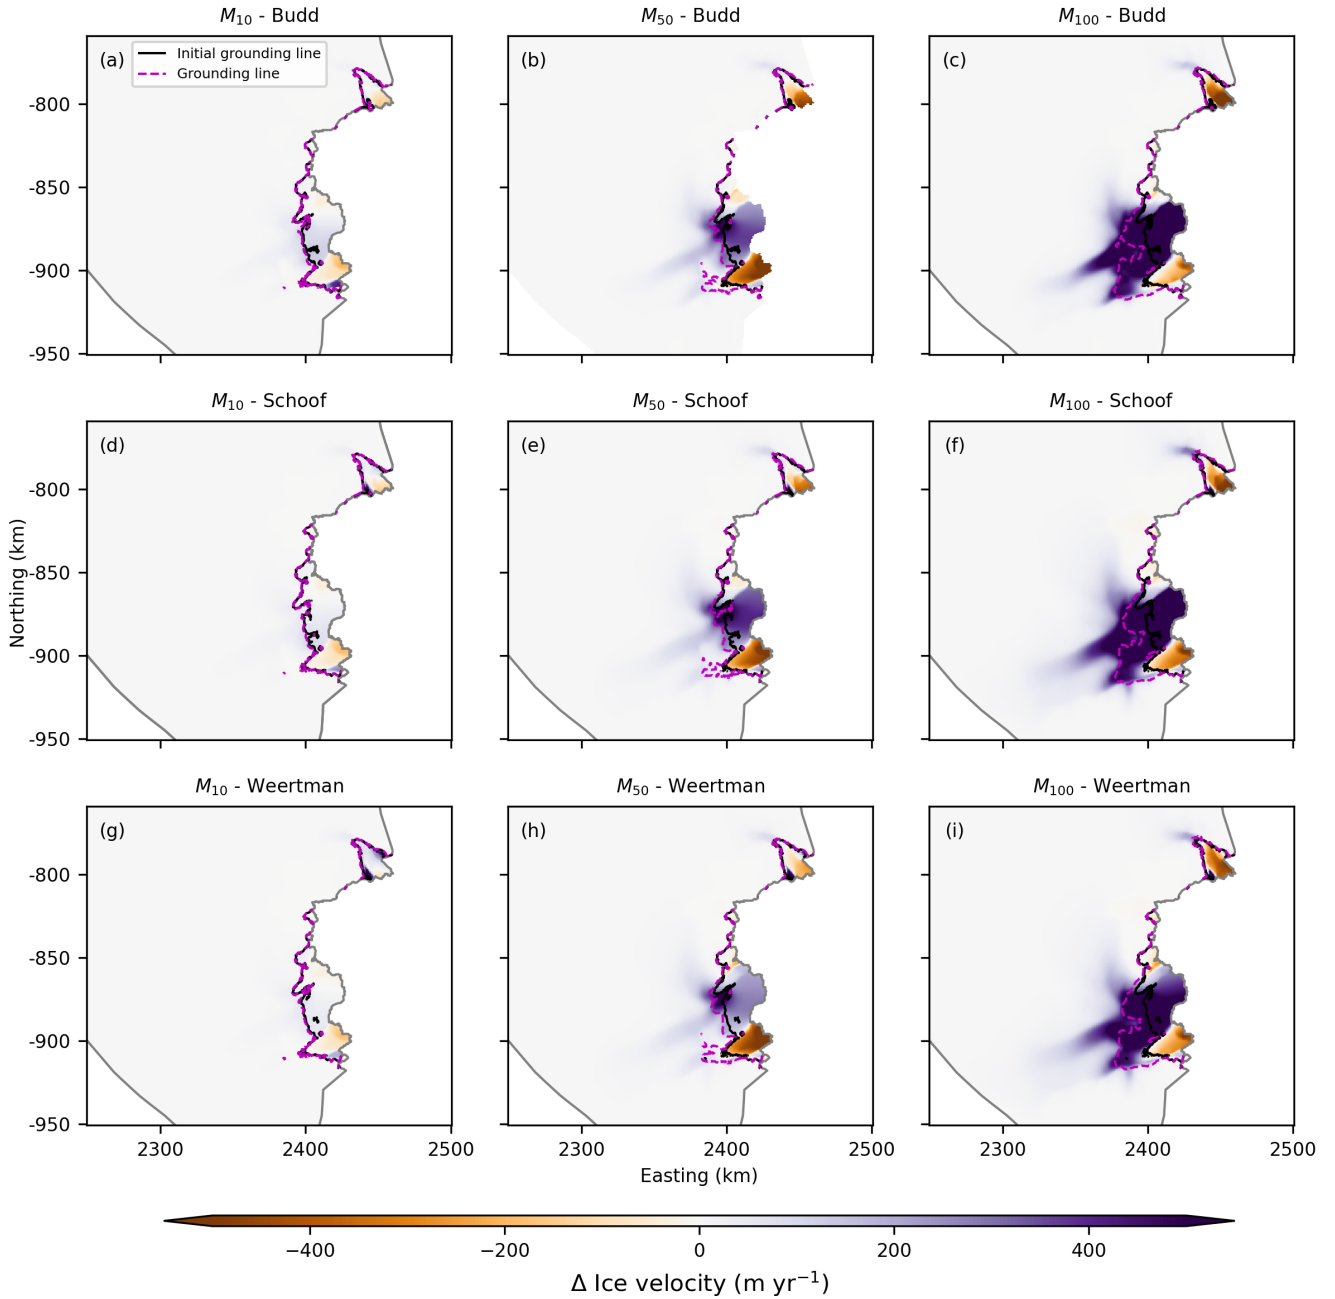 M₁₀ - Budd
M₅₀ - Budd
M₁₀₀ - Budd
(a)
Initial grounding line
Grounding line
(b)
(c)
-800
-850
-900
-950
M₁₀ - Schoof
M₅₀ - Schoof
M₁₀₀ - Schoof
(d)
(e)
(f)
-800
-850
-900
-950
Northing (km)
M₁₀ - Weertman
M₅₀ - Weertman
M₁₀₀ - Weertman
(g)
(h)
(i)
-800
-850
-900
-950
2300 2400 2500
2300 2400 2500
2300 2400 2500
Easting (km)
−400 −200 0 200 400
Δ Ice velocity (m yr⁻¹)